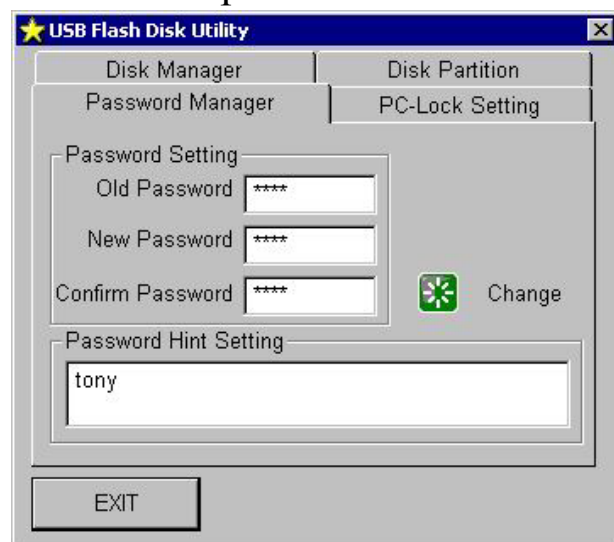 USB Flash Disk Utility
Disk Manager Disk Partition
Password Manager PC-Lock Setting
Password Setting
Old Password ****
New Password ****
Confirm Password ****
Change
Password Hint Setting
tony
EXIT